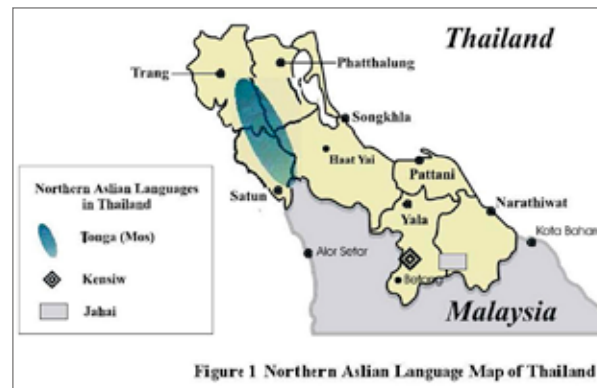 Thailand
Trang
Phatthalung
Songkhla
Haat Yai
Pattani
Satun
Yala
Narathiwat
Kota Baharu
Alor Setar
Betong
Malaysia
Northern Aslian Languages
in Thailand
Tonga (Mos)
Kensiw
Jahai
Figure 1 Northern Aslian Language Map of Thailand